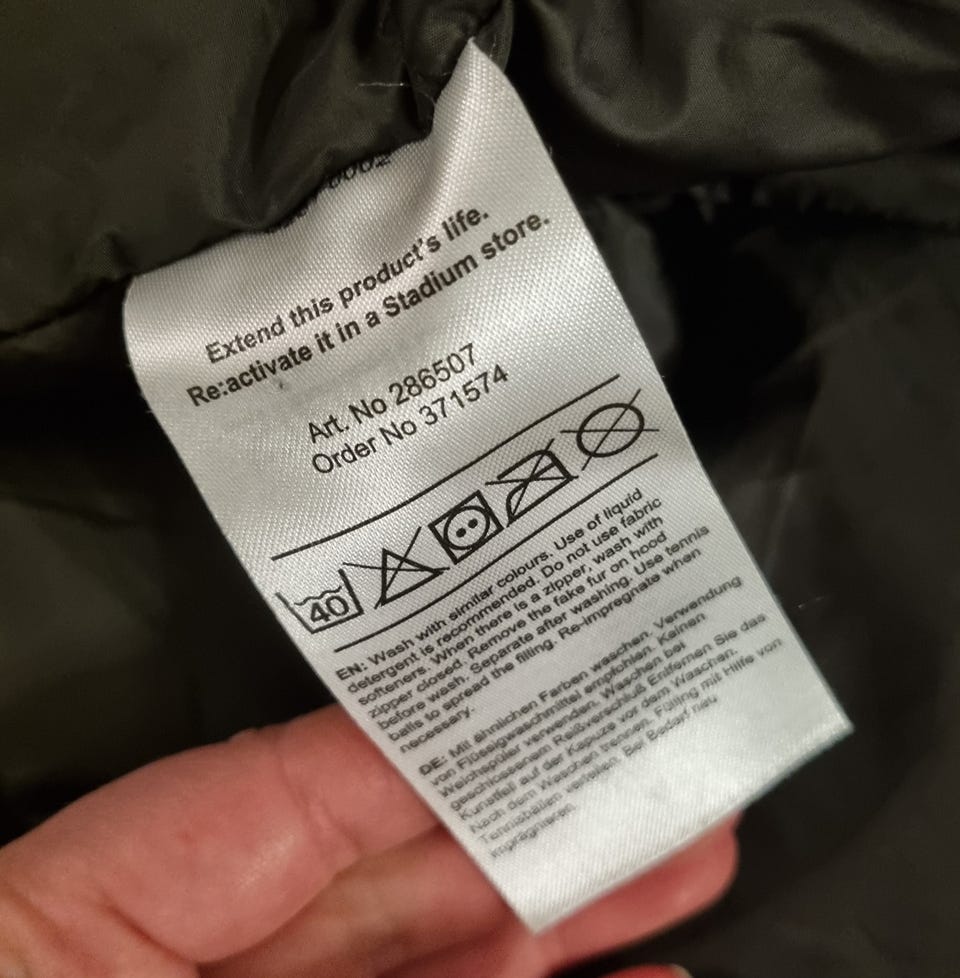 0002
Extend this product's life.
Re:activate it in a Stadium store.
Art. No 286507
Order No 371574
40
EN: Wash with similar colours. Use of liquid
detergent is recommended. Do not use fabric
softeners. When there is a zipper, wash with
zipper closed. Remove the fake fur on hood
before wash. Separate after washing. Use tennis
balls to spread the filling. Re-impregnate when
necessary.
DE: Mit ähnlichen Farben waschen. Verwendung
von Flüssigwaschmittel empfohlen. Keinen
Weichspüler verwenden. Waschen bei
geschlossenem Reißverschluß Entfernen Sie das
Kunstfell auf der Kapuze vor dem Waschen.
Nach dem Waschen trennen. Fülling mit Hilfe von
Tennisbällen verteilen. Bei Bedarf neu
imprägnieren.